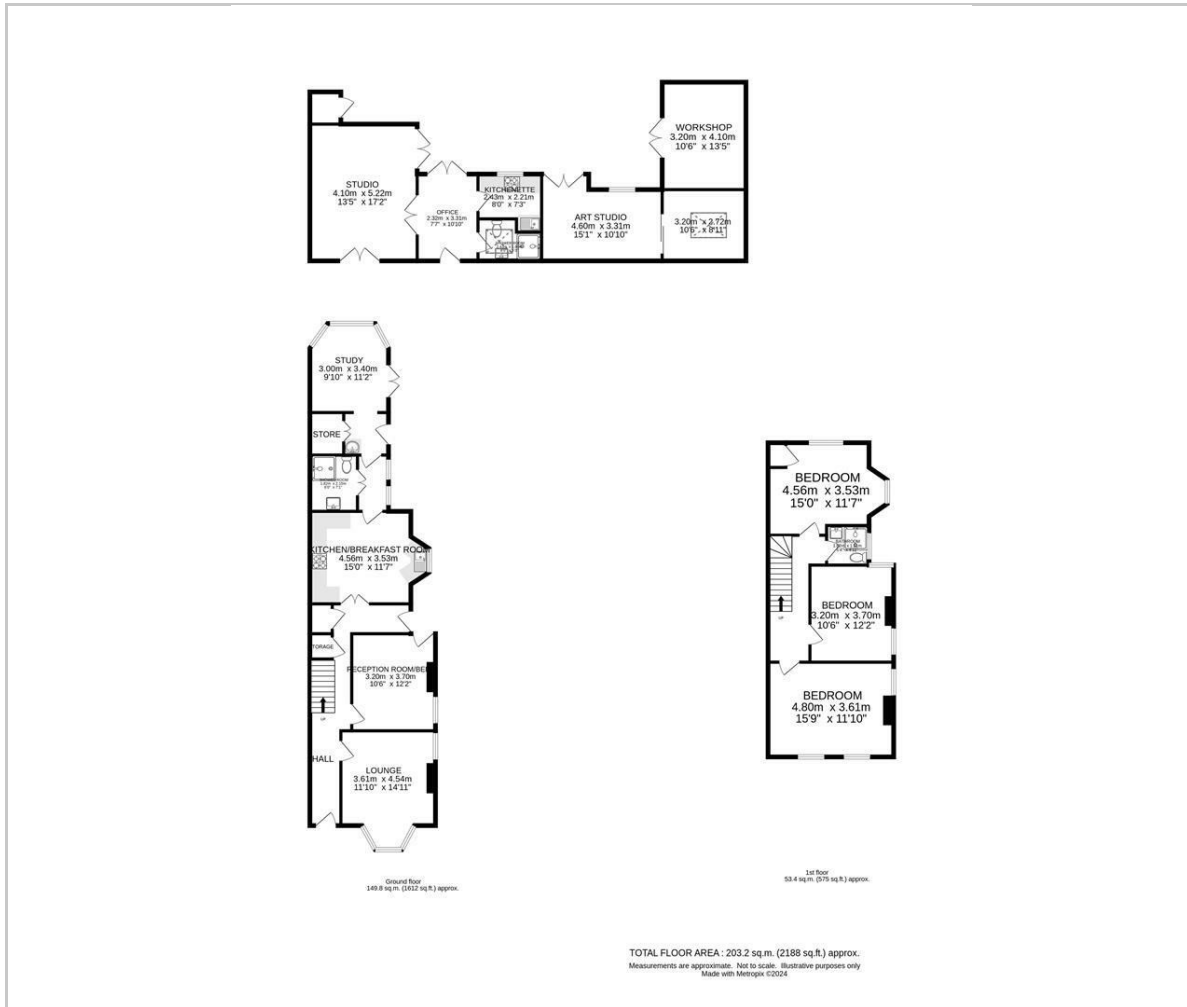 WORKSHOP
3.20m x 4.10m
10'6" x 13'5"
STUDIO
4.10m x 5.22m
13'5" x 17'2"
OFFICE
2.32m x 3.31m
7'7" x 10'10"
KITCHENETTE
2.43m x 2.21m
8'0" x 7'3"
ART STUDIO
4.60m x 3.31m
15'1" x 10'10"
3.20m x 2.72m
10'6" x 8'11"
STUDY
3.00m x 3.40m
9'10" x 11'2"
STORE
KITCHEN/BREAKFAST ROOM
4.56m x 3.53m
15'0" x 11'7"
TORAGE
RECEPTION ROOM/BE
3.20m x 3.70m
10'6" x 12'2"
UP
HALL
LOUNGE
3.61m x 4.54m
11'10" x 14'11"
Ground floor
149.8 sq.m. (1612 sq.ft.) approx.
BEDROOM
4.56m x 3.53m
15'0" x 11'7"
BATHROOM
BEDROOM
3.20m x 3.70m
10'6" x 12'2"
UP
BEDROOM
4.80m x 3.61m
15'9" x 11'10"
1st floor
53.4 sq.m. (575 sq.ft.) approx.
TOTAL FLOOR AREA : 203.2 sq.m. (2188 sq.ft.) approx.
Measurements are approximate. Not to scale. Illustrative purposes only
Made with Metropix ©2024